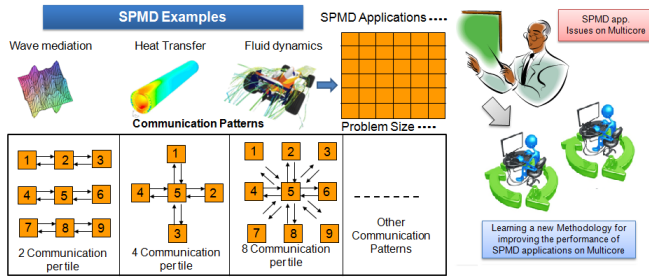 SPMD Examples
SPMD Applications ----
SPMD app.
Issues on Multicore
Wave mediation
Heat Transfer
Fluid dynamics
Communication Patterns
Problem Size ----
1 2 3
4 5 6
7 8 9
2 Communication
per tile
1
4 5 2
3
4 Communication
per tile
1 2 3
4 5 6
7 8 9
8 Communication
per tile
Other
Communication
Patterns
Learning a new Methodology for
improving the performance of
SPMD applications on Multicore